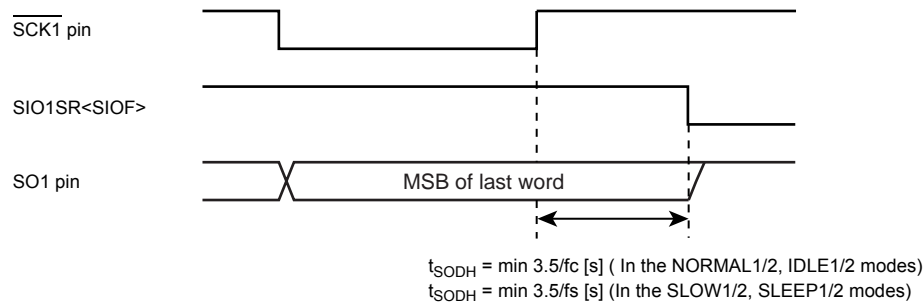 SCK1 pin
SIO1SR<SIOF>
SO1 pin
MSB of last word
tSODH = min 3.5/fc [s] ( In the NORMAL1/2, IDLE1/2 modes)
tSODH = min 3.5/fs [s] (In the SLOW1/2, SLEEP1/2 modes)